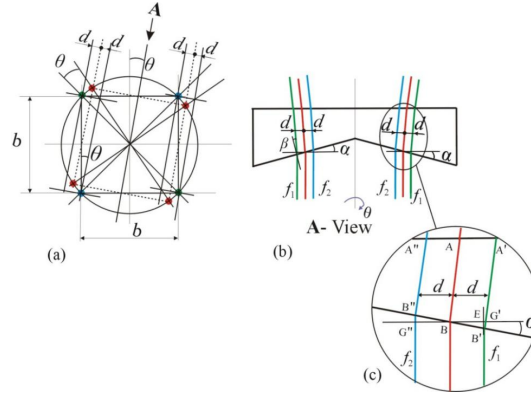 A
d
d
d
d
θ
θ
θ
b
b
(a)
d
d
d
d
β
α
α
f₁
f₂
f₂
f₁
θ
A- View
(b)
A"
A
A'
d
d
B"
E
G'
G"
B
B'
α
f₂
f₁
(c)